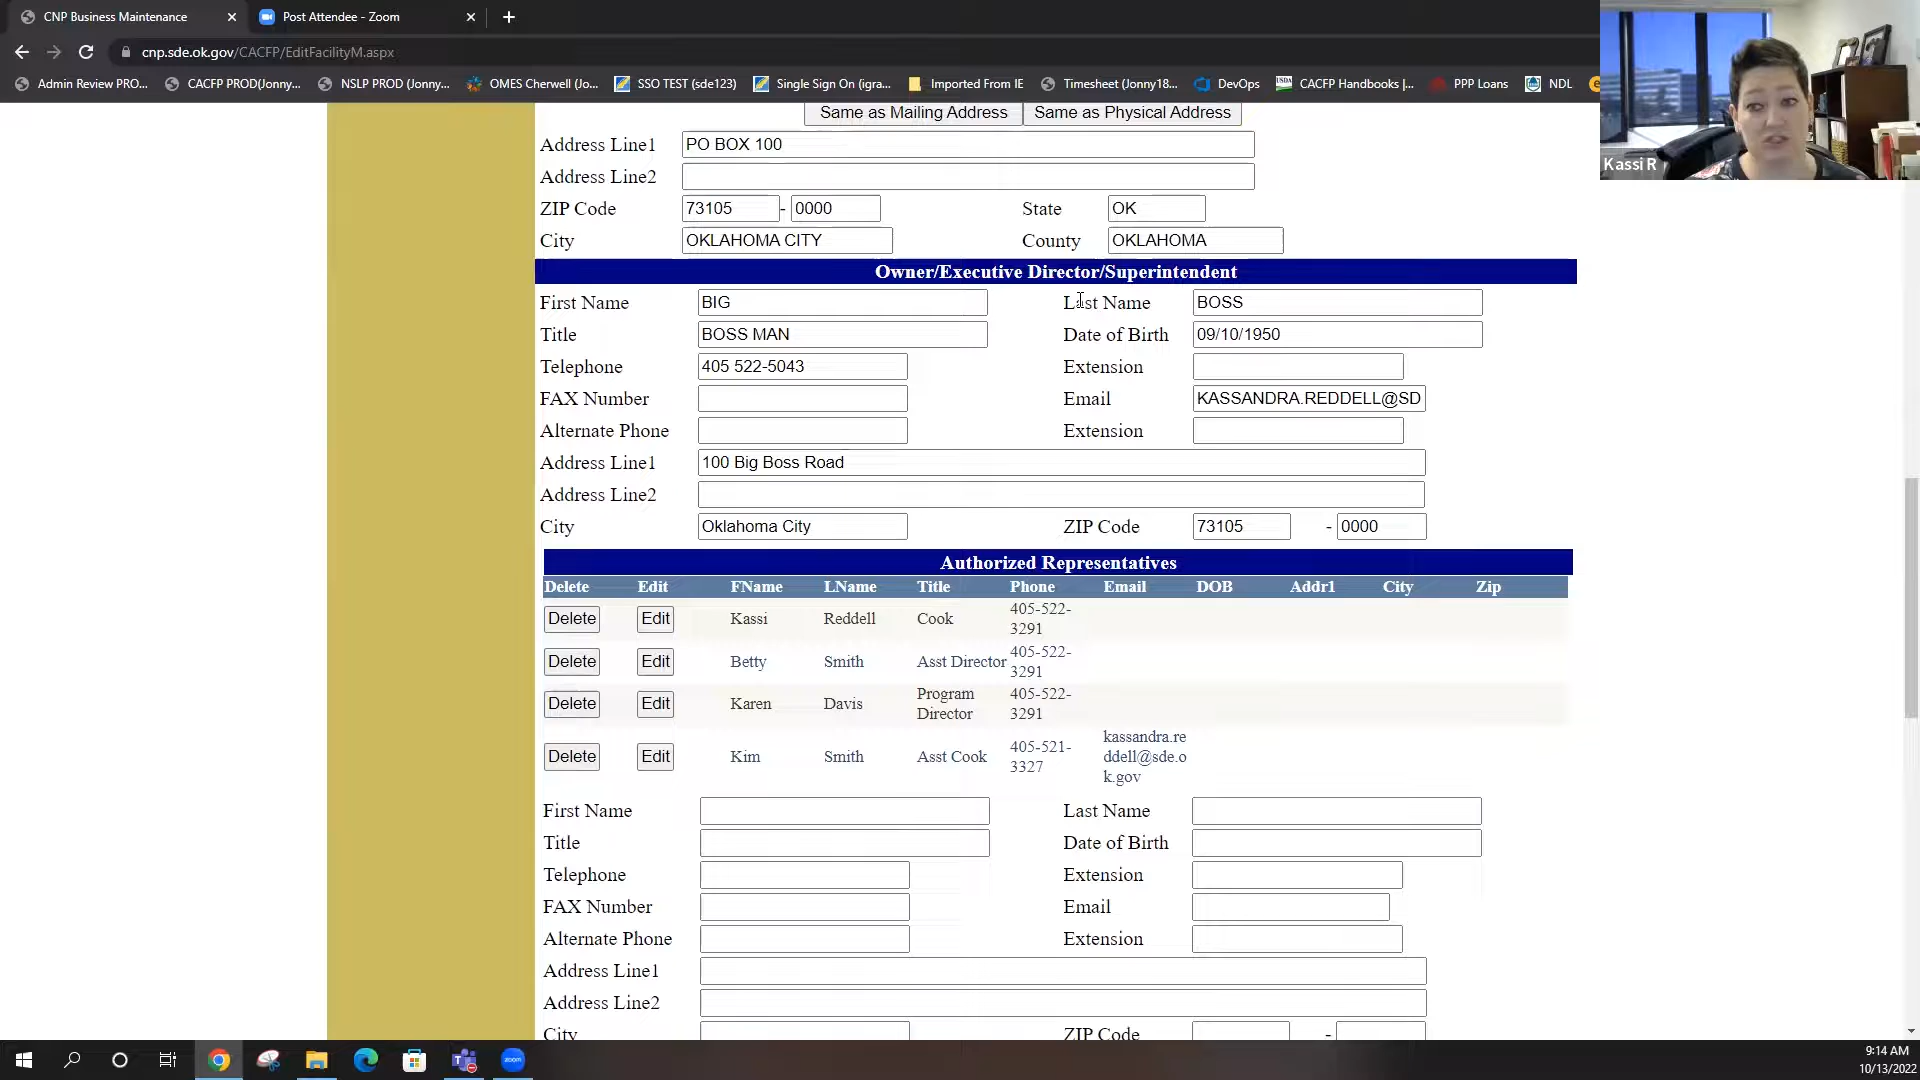 CNP Business Maintenance
Post Attendee - Zoom
cnp.sde.ok.gov/CACFP/EditFacilityM.aspx
Admin Review PRO... CACFP PROD(Jonny... NSLP PROD (Jonny... OMES Cherwell (Jo... SSO TEST (sde123) Single Sign On (igra... Imported From IE Timesheet (Jonny18... DevOps CACFP Handbooks |... PPP Loans NDL
Kassi R
Same as Mailing Address Same as Physical Address
Address Line1 PO BOX 100
Address Line2
ZIP Code 73105 - 0000 State OK
City OKLAHOMA CITY County OKLAHOMA
Owner/Executive Director/Superintendent
First Name BIG Last Name BOSS
Title BOSS MAN Date of Birth 09/10/1950
Telephone 405 522-5043 Extension
FAX Number Email KASSANDRA.REDDELL@SD
Alternate Phone Extension
Address Line1 100 Big Boss Road
Address Line2
City Oklahoma City ZIP Code 73105 - 0000
Authorized Representatives
Delete Edit FName LName Title Phone Email DOB Addr1 City Zip
Delete Edit Kassi Reddell Cook 405-522-
3291
Delete Edit Betty Smith Asst Director 405-522-
3291
Delete Edit Karen Davis Program Director 405-522-
3291
Delete Edit Kim Smith Asst Cook 405-521-
3327
kassandra.re
ddell@sde.o
k.gov
First Name Last Name
Title Date of Birth
Telephone Extension
FAX Number Email
Alternate Phone Extension
Address Line1
Address Line2
City ZIP Code -
zoom
9:14 AM
10/13/2022